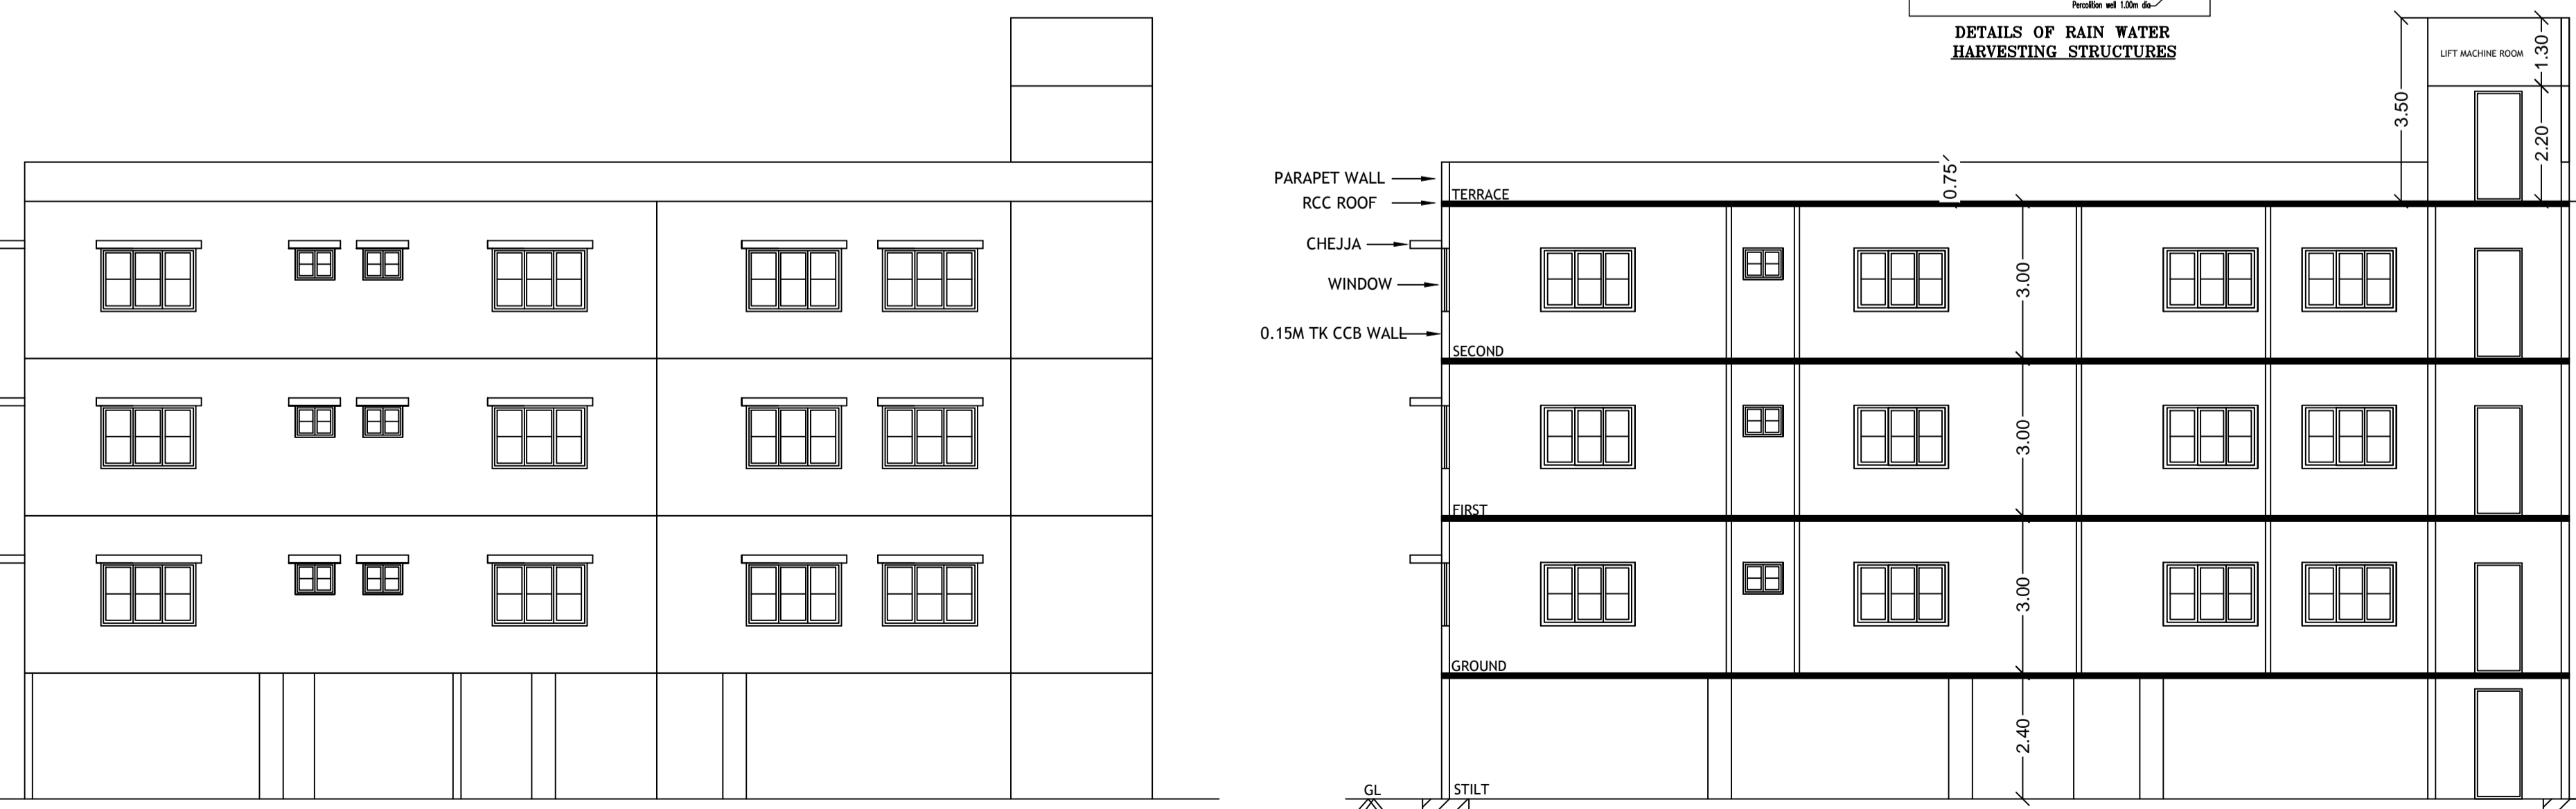 Percolition well 1.00m dia
DETAILS OF RAIN WATER
HARVESTING STRUCTURES
LIFT MACHINE ROOM
1.30
3.50
2.20
PARAPET WALL
0.75
TERRACE
RCC ROOF
CHEJJA
3.00
WINDOW
0.15M TK CCB WALL
SECOND
3.00
FIRST
3.00
GROUND
2.40
GL
STILT